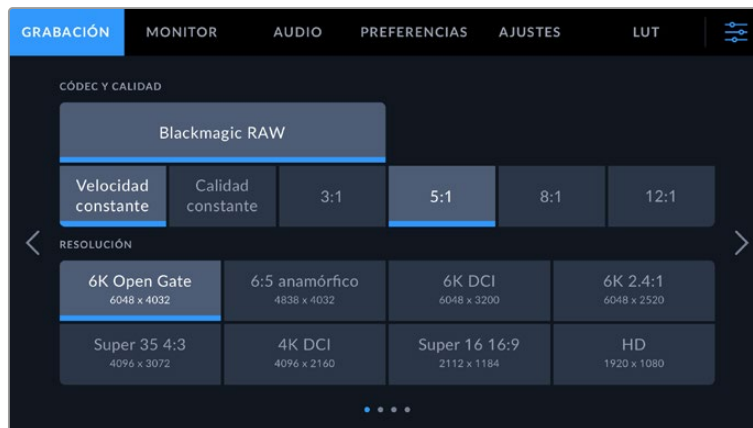 GRABACIÓN MONITOR AUDIO PREFERENCIAS AJUSTES LUT
CÓDEC Y CALIDAD
Blackmagic RAW
Velocidad constante
Calidad constante
3:1
5:1
8:1
12:1
RESOLUCIÓN
6K Open Gate
6048 x 4032
6:5 anamórfico
4838 x 4032
6K DCI
6048 x 3200
6K 2.4:1
6048 x 2520
Super 35 4:3
4096 x 3072
4K DCI
4096 x 2160
Super 16 16:9
2112 x 1184
HD
1920 x 1080